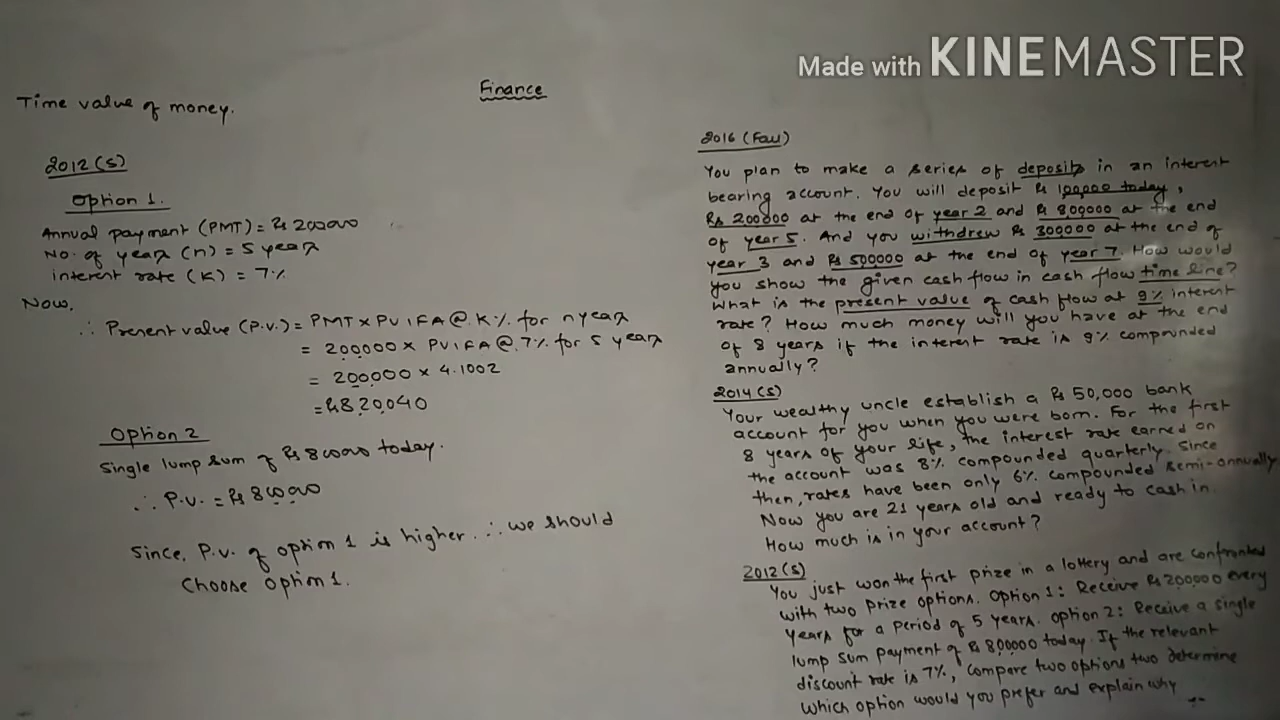 Made with KINEMASTER
Finance
Time value of money.
2012 (S)
Option 1.
Annual payment (PMT) = Rs 200000
No. of years (n) = 5 years
interest rate (K) = 7%
Now,
∴ Present value (P.v.) = PMT × PVIFA @ K% for n years
= 200000 × PVIFA @ 7% for 5 years
= 200000 × 4.1002
= Rs 820040
Option 2
Single lump sum of Rs 800000 today.
∴ P.v. = Rs 800000
Since, P.v. of option 1 is higher. ∴ we should
choose option 1.
2016 (Fall)
You plan to make a series of deposits in an interest
bearing account. You will deposit Rs 100000 today,
Rs 200000 at the end of year 2 and Rs 800000 at the end
of year 5. And you withdrew Rs 300000 at the end of
year 3 and Rs 500000 at the end of year 7. How would
you show the given cash flow in cash flow time line?
What is the present value of cash flow at 9% interest
rate? How much money will you have at the end
of 8 years if the interest rate is 9% compounded
annually?
2014 (S)
Your wealthy uncle establish a Rs 50,000 bank
account for you when you were born. For the first
8 years of your life, the interest rate earned on
the account was 8% compounded quarterly. Since
then, rates have been only 6% compounded semi-annually
Now you are 21 years old and ready to cash in.
How much is in your account?
2012 (S)
You just won the first prize in a lottery and are confronted
with two prize options. Option 1: Receive Rs 200000 every
years for a period of 5 years. Option 2: Receive a single
lump sum payment of Rs 800000 today. If the relevant
discount rate is 7%, compare two options two determine
which option would you prefer and explain why